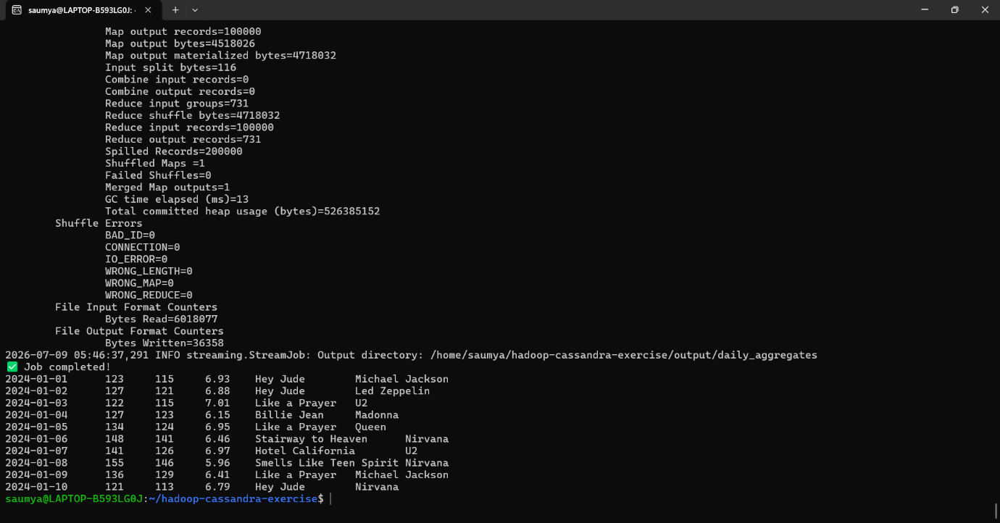 saumya@LAPTOP-B593LG0J: ·
Map output records=100000
Map output bytes=4518026
Map output materialized bytes=4718032
Input split bytes=116
Combine input records=0
Combine output records=0
Reduce input groups=731
Reduce shuffle bytes=4718032
Reduce input records=100000
Reduce output records=731
Spilled Records=200000
Shuffled Maps =1
Failed Shuffles=0
Merged Map outputs=1
GC time elapsed (ms)=13
Total committed heap usage (bytes)=526385152
Shuffle Errors
BAD_ID=0
CONNECTION=0
IO_ERROR=0
WRONG_LENGTH=0
WRONG_MAP=0
WRONG_REDUCE=0
File Input Format Counters
Bytes Read=6018077
File Output Format Counters
Bytes Written=36358
2026-07-09 05:46:37,291 INFO streaming.StreamJob: Output directory: /home/saumya/hadoop-cassandra-exercise/output/daily_aggregates
✅ Job completed!
2024-01-01 123 115 6.93 Hey Jude Michael Jackson
2024-01-02 127 121 6.88 Hey Jude Led Zeppelin
2024-01-03 122 115 7.01 Like a Prayer U2
2024-01-04 127 123 6.15 Billie Jean Madonna
2024-01-05 134 124 6.95 Like a Prayer Queen
2024-01-06 148 141 6.46 Stairway to Heaven Nirvana
2024-01-07 141 126 6.97 Hotel California U2
2024-01-08 155 146 5.96 Smells Like Teen Spirit Nirvana
2024-01-09 136 129 6.41 Like a Prayer Michael Jackson
2024-01-10 121 113 6.79 Hey Jude Nirvana
saumya@LAPTOP-B593LG0J:~/hadoop-cassandra-exercise$